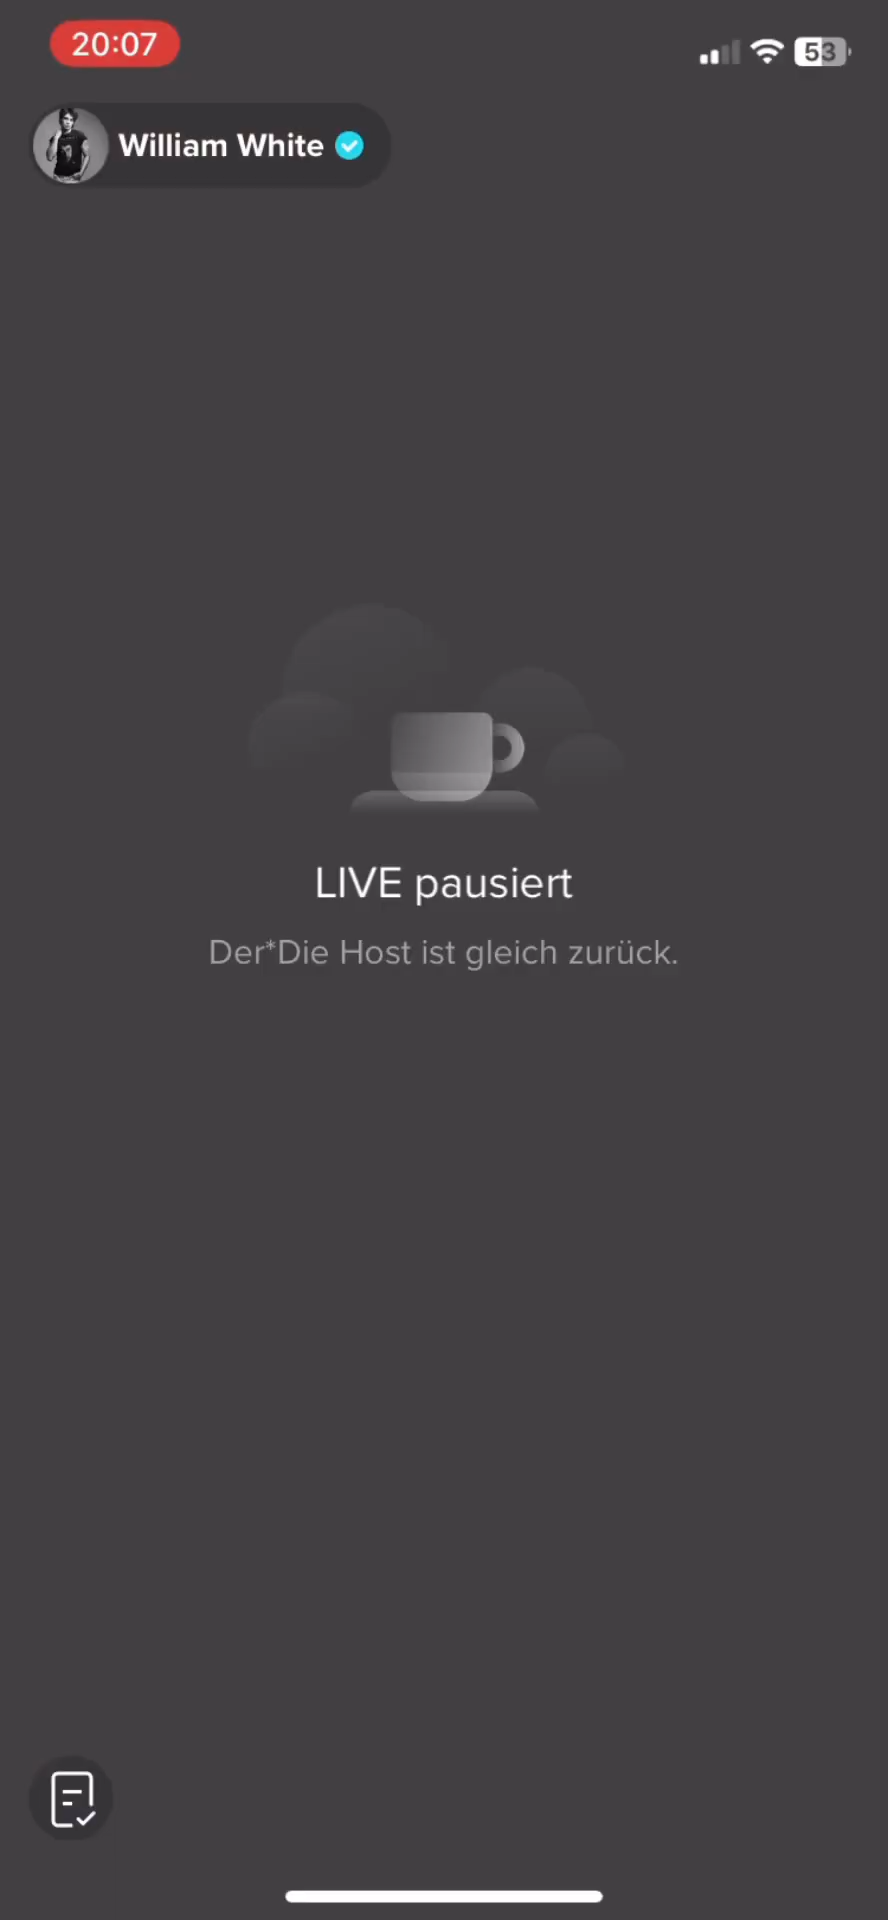 20:07
53
William White
LIVE pausiert
Der*Die Host ist gleich zurück.